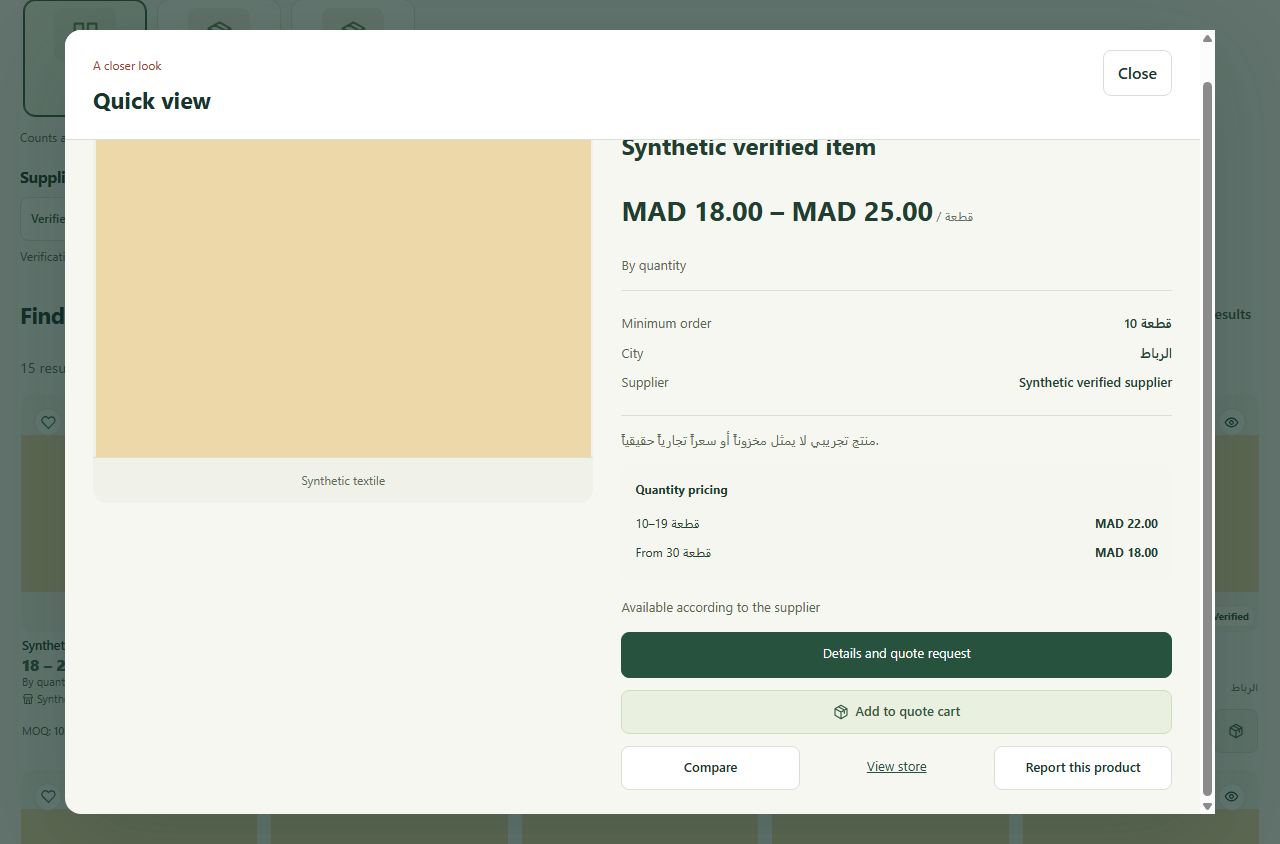 A closer look
Close
Quick view
Counts a
Suppli
Verifie
Verificati
Find
esults
15 resu
Synthetic verified item
MAD 18.00 – MAD 25.00 / قطعة
By quantity
Minimum order
10 قطعة
City
الرباط
Supplier
Synthetic verified supplier
منتج تجريبي لا يمثل مخزوناً أو سعراً تجارياً حقيقياً.
Synthetic textile
Quantity pricing
10–19 قطعة
MAD 22.00
From 30 قطعة
MAD 18.00
Available according to the supplier
Details and quote request
Add to quote cart
Compare
View store
Report this product
Synthet
18 – 2
By quant
Synth
MOQ: 10
Verified
الرباط